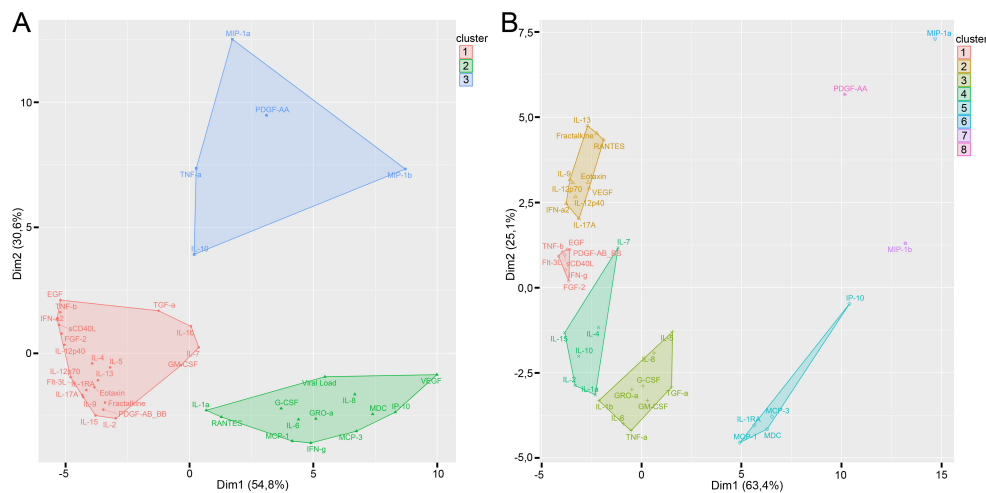 A
MIP-1a
cluster
1
2
3
PDGF-AA
10
TNF-a
MIP-1b
Dim2 (30,6%)
5
IL-10
EGF
TNF-b
TGF-a
IFN-a2
sCD40L
IL-1b
FGF-2
IL-12p40
IL-7
0
IL-4
IL-5
GM-CSF
IL-12p70
IL-13
Flt-3L
IL-1RA
Viral Load
VEGF
IL-17A
Eotaxin
IL-9
Fractalkine
IL-1a
G-CSF
IL-8
IL-15
PDGF-AB_BB
IL-2
RANTES
GRO-a
MDC
IP-10
IL-6
MCP-1
MCP-3
IFN-g
-5
0
5
10
Dim1 (54,8%)
B
7,5
MIP-1a
cluster
1
2
3
4
5
6
7
8
PDGF-AA
5,0
IL-13
Fractalkine
RANTES
IL-9
Eotaxin
IL-12p70
VEGF
2,5
IFN-a2
IL-12p40
IL-17A
Dim2 (25,1%)
TNF-b
EGF
IL-7
PDGF-AB_BB
MIP-1b
Flt-3L
sCD40L
IFN-g
FGF-2
0,0
IP-10
IL-15
IL-4
IL-5
IL-10
IL-8
-2,5
IL-2
IL-1a
G-CSF
GRO-a
TGF-a
IL-1b
GM-CSF
IL-6
TNF-a
IL-1RA
MCP-3
MCP-1
MDC
-5,0
-5
0
5
10
15
Dim1 (63,4%)